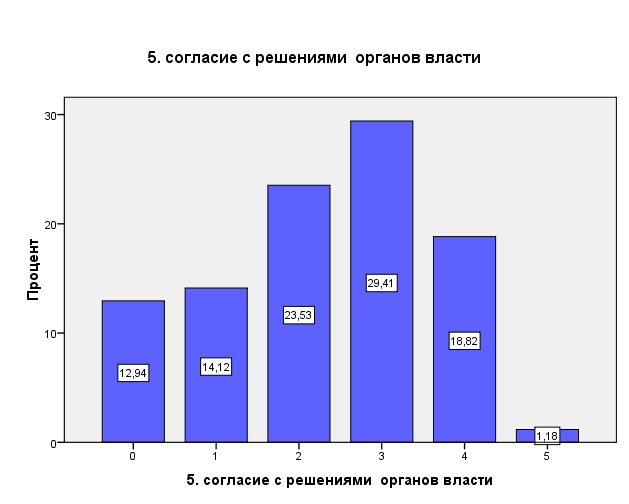 5. согласие с решениями  органов власти
Процент
30
20
10
0
12,94
14,12
23,53
29,41
18,82
1,18
0 1 2 3 4 5
5. согласие с решениями  органов власти